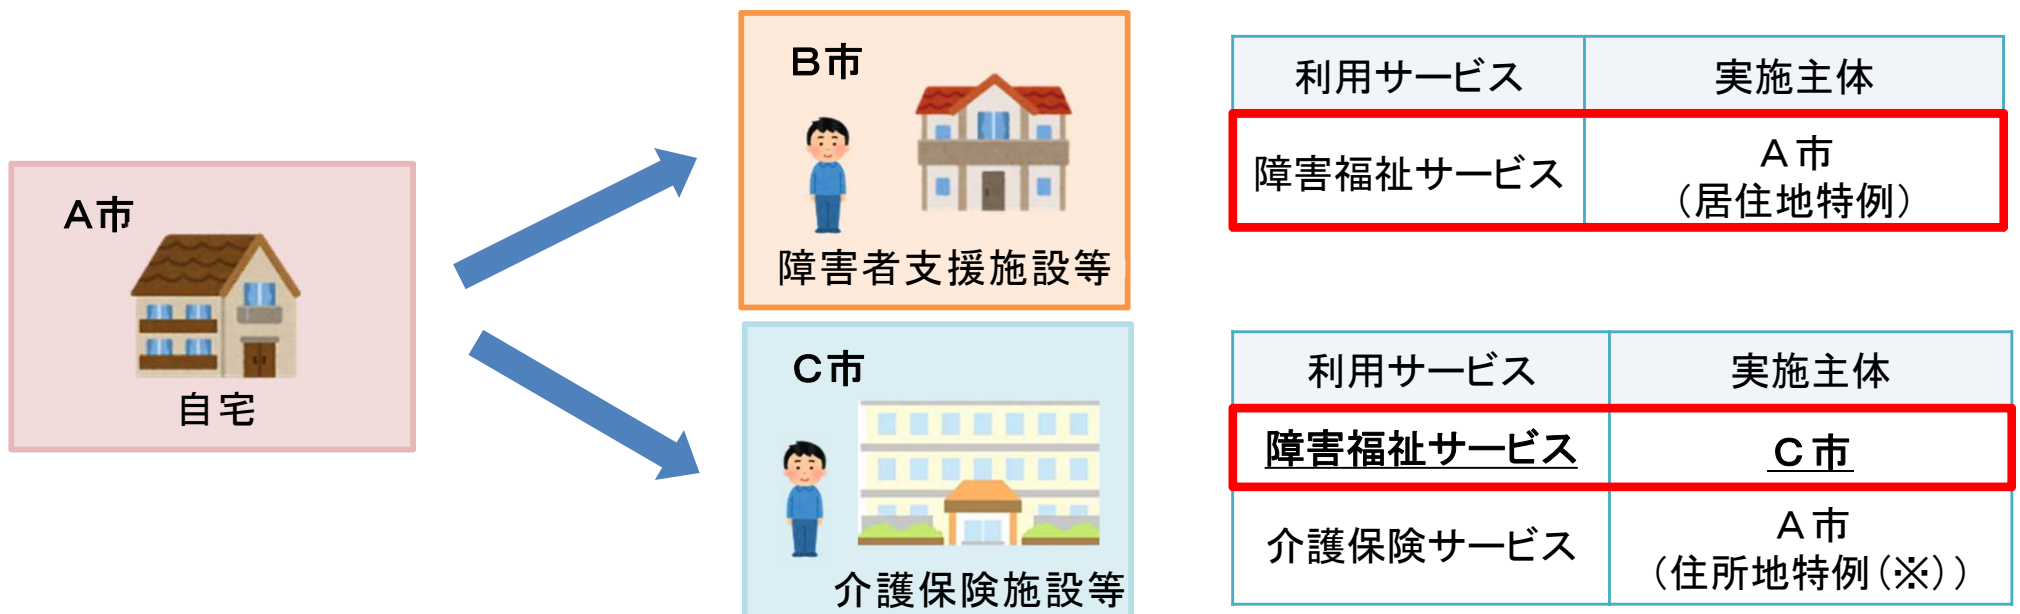 A市
自宅
B市
障害者支援施設等
利用サービス 実施主体
障害福祉サービス A市
（居住地特例）
C市
介護保険施設等
利用サービス 実施主体
障害福祉サービス C市
介護保険サービス A市
（住所地特例（※））